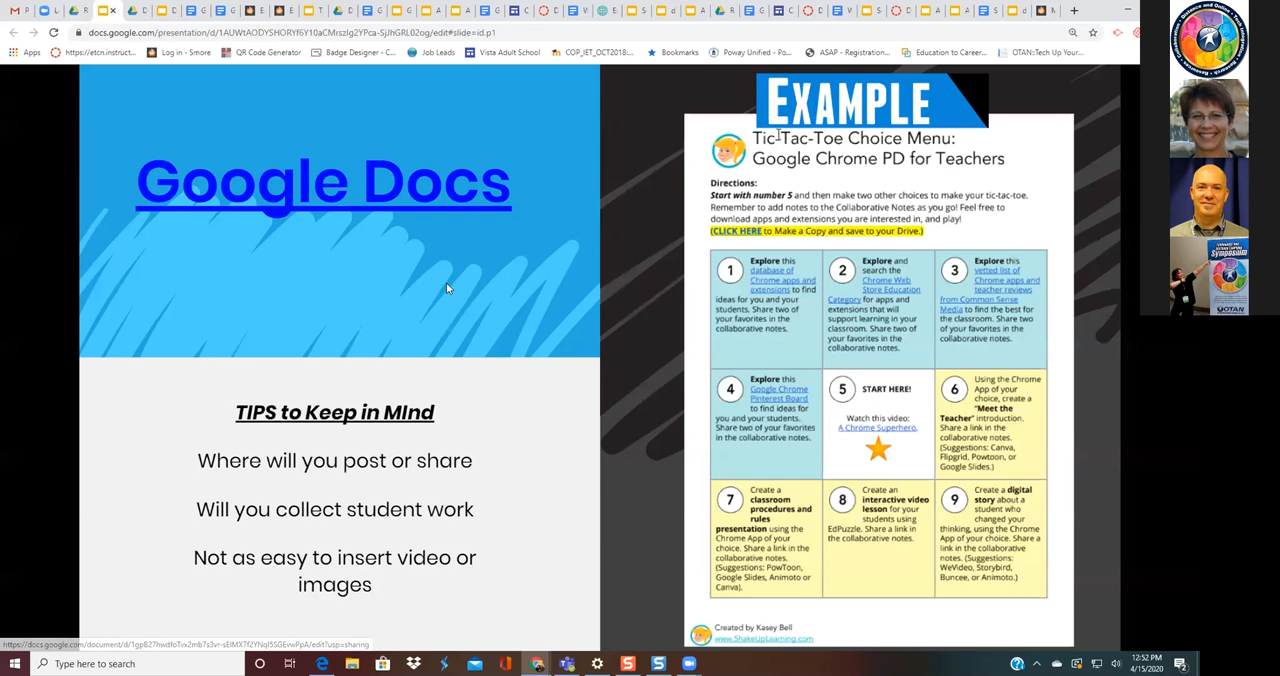 docs.google.com/presentation/d/1AUWtAODYSHORYf6Y10aCMrszIg2YPca-SjJhGRL02og/edit#slide=id.p1
Apps
https://etcn.instruct...
Log in - Smore
QR Code Generator
Badge Designer - C...
Job Leads
Vista Adult School
COP_IET_OCT2018:...
Bookmarks
Poway Unified - Po...
ASAP - Registration...
Education to Career...
OTAN::Tech Up Your...
Google Docs
TIPS to Keep in MInd
Where will you post or share
Will you collect student work
Not as easy to insert video or
images
EXAMPLE
Tic-Tac-Toe Choice Menu:
Google Chrome PD for Teachers
Directions:
Start with number 5 and then make two other choices to make your tic-tac-toe.
Remember to add notes to the Collaborative Notes as you go! Feel free to
download apps and extensions you are interested in, and play!
(CLICK HERE to Make a Copy and save to your Drive.)
1
Explore this
database of
Chrome apps and
extensions to find
ideas for you and your
students. Share two of
your favorites in the
collaborative notes.
2
Explore and
search the
Chrome Web
Store Education
Category for apps and
extensions that will
support learning in your
classroom. Share two of
your favorites in the
collaborative notes.
3
Explore this
vetted list of
Chrome apps and
teacher reviews
from Common Sense
Media to find the best for
the classroom. Share two
of your favorites in the
collaborative notes.
4
Explore this
Google Chrome
Pinterest Board
to find ideas for
you and your students.
Share two of your favorites
in the collaborative notes.
5
START HERE!
Watch this video:
A Chrome Superhero.
6
Using the Chrome
App of your
choice, create a
"Meet the
Teacher" introduction.
Share a link in the
collaborative notes.
(Suggestions: Canva,
Flipgrid, Powtoon, or
Google Slides.)
7
Create a
classroom
procedures and
rules
presentation using the
Chrome App of your
choice. Share a link in the
collaborative notes.
(Suggestions: PowToon,
Google Slides, Animoto or
Canva).
8
Create an
interactive video
lesson for your
students using
EdPuzzle. Share a link in
the collaborative notes.
9
Create a digital
story about a
student who
changed your
thinking, using the Chrome
App of your choice. Share a
link in the collaborative
notes. (Suggestions:
WeVideo, Storybird,
Buncee, or Animoto.)
Created by Kasey Bell
www.ShakeUpLearning.com
Symposium
OTAN
Type here to search
12:52 PM
4/15/2020